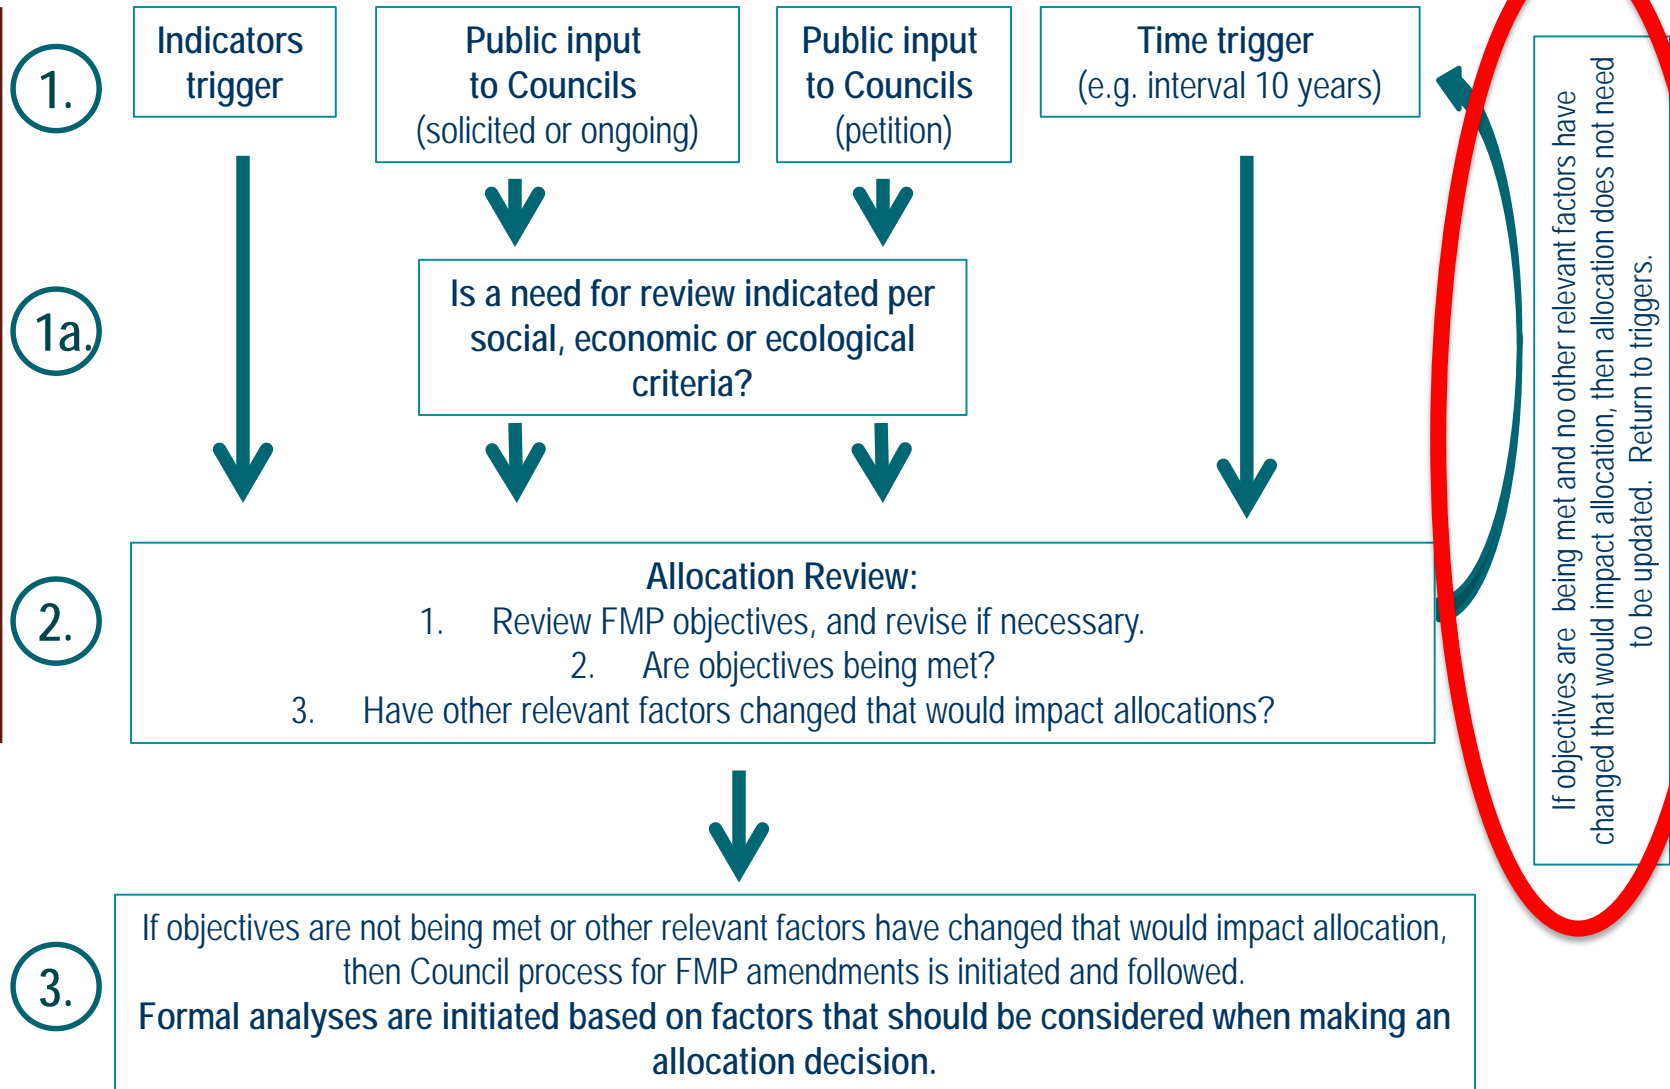 1.
Indicators
trigger
Public input
to Councils
(solicited or ongoing)
Public input
to Councils
(petition)
Time trigger
(e.g. interval 10 years)
1a.
Is a need for review indicated per
social, economic or ecological
criteria?
2.
Allocation Review:
1. Review FMP objectives, and revise if necessary.
2. Are objectives being met?
3. Have other relevant factors changed that would impact allocations?
If objectives are being met and no other relevant factors have
changed that would impact allocation, then allocation does not need
to be updated. Return to triggers.
3.
If objectives are not being met or other relevant factors have changed that would impact allocation,
then Council process for FMP amendments is initiated and followed.
Formal analyses are initiated based on factors that should be considered when making an
allocation decision.